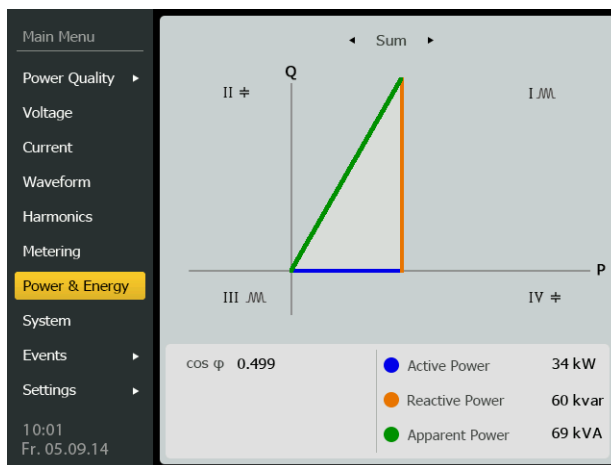 Main Menu
Power Quality
Voltage
Current
Waveform
Harmonics
Metering
Power & Energy
System
Events
Settings
10:01
Fr. 05.09.14
Sum
Q
II
I
P
III
IV
cos φ 0.499
Active Power 34 kW
Reactive Power 60 kvar
Apparent Power 69 kVA